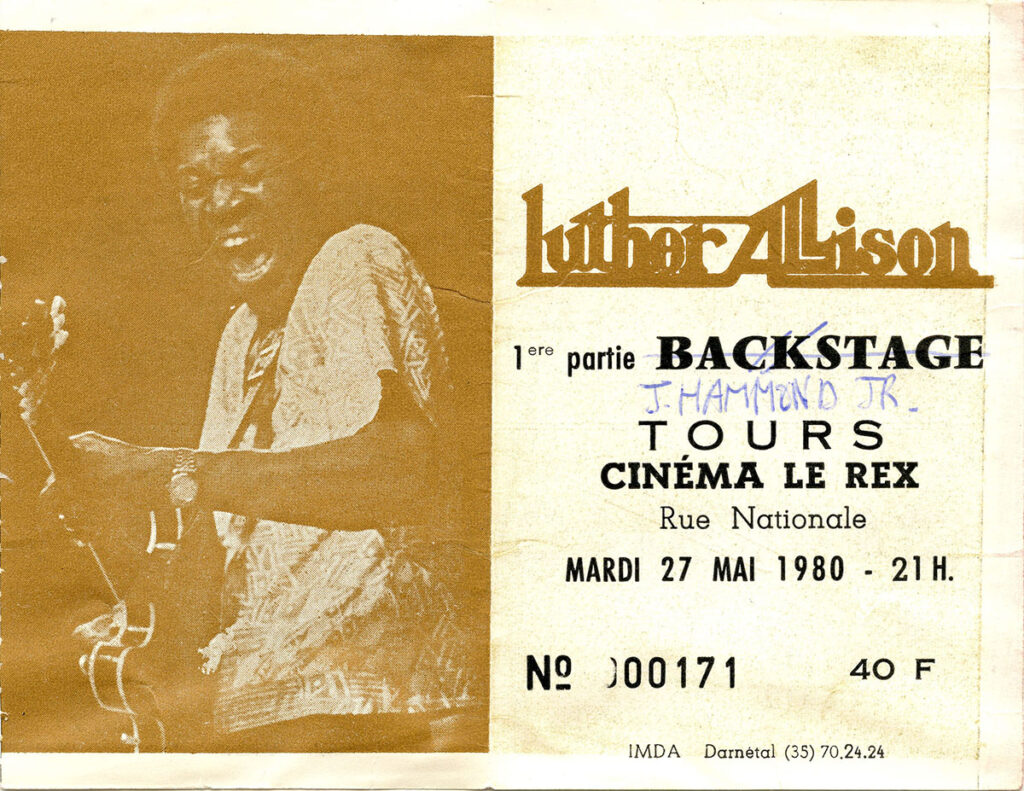 Luther Allison
1ere partie BACKSTAGE
J. HAMMOND JR.
TOURS
CINÉMA LE REX
Rue Nationale
MARDI 27 MAI 1980 - 21 H.
Nº 000171 40 F
IMDA Darnétal (35) 70.24.24